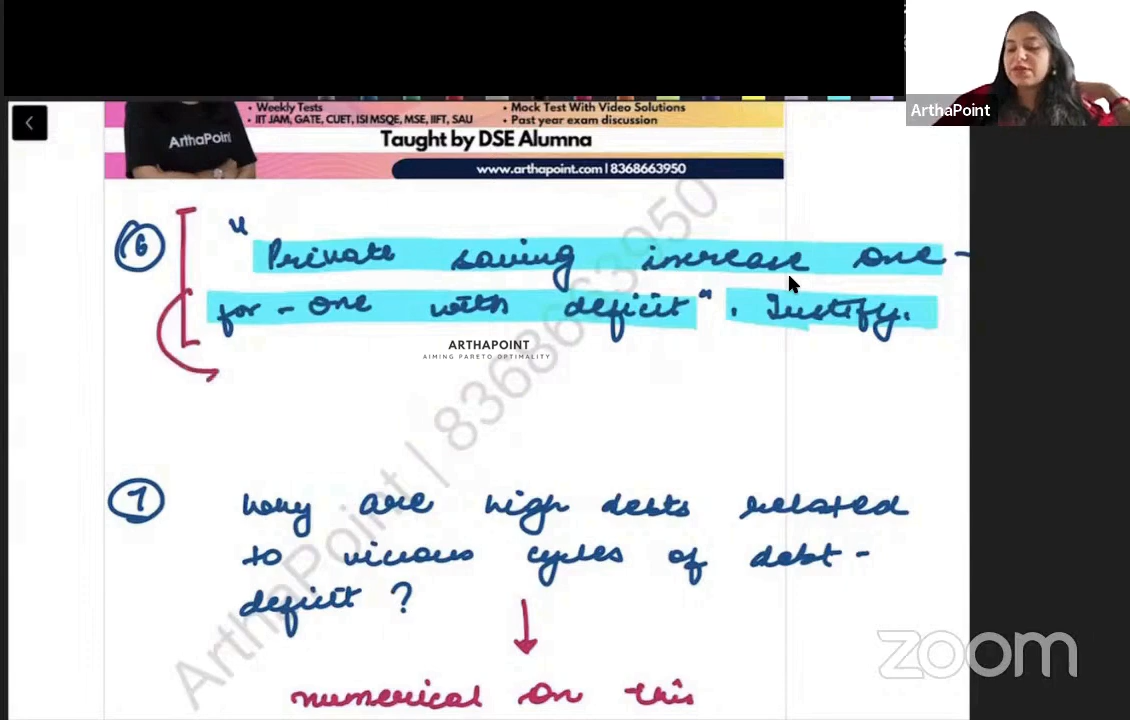 ArthaPoint
• Weekly Tests
• Mock Test With Video Solutions
• IIT JAM, GATE, CUET, ISI MSQE, MSE, IIFT, SAU
• Past year exam discussion
ArthaPoint
Taught by DSE Alumna
www.arthapoint.com | 8368663950
6 "Private saving increase one-
for-one with deficit". Justify.
ARTHAPOINT
AIMING PARETO OPTIMALITY
ArthaPoint | 8368663950
7 Why are high debts related
to vicious cycles of debt-
deficit ?
numerical on this
zoom